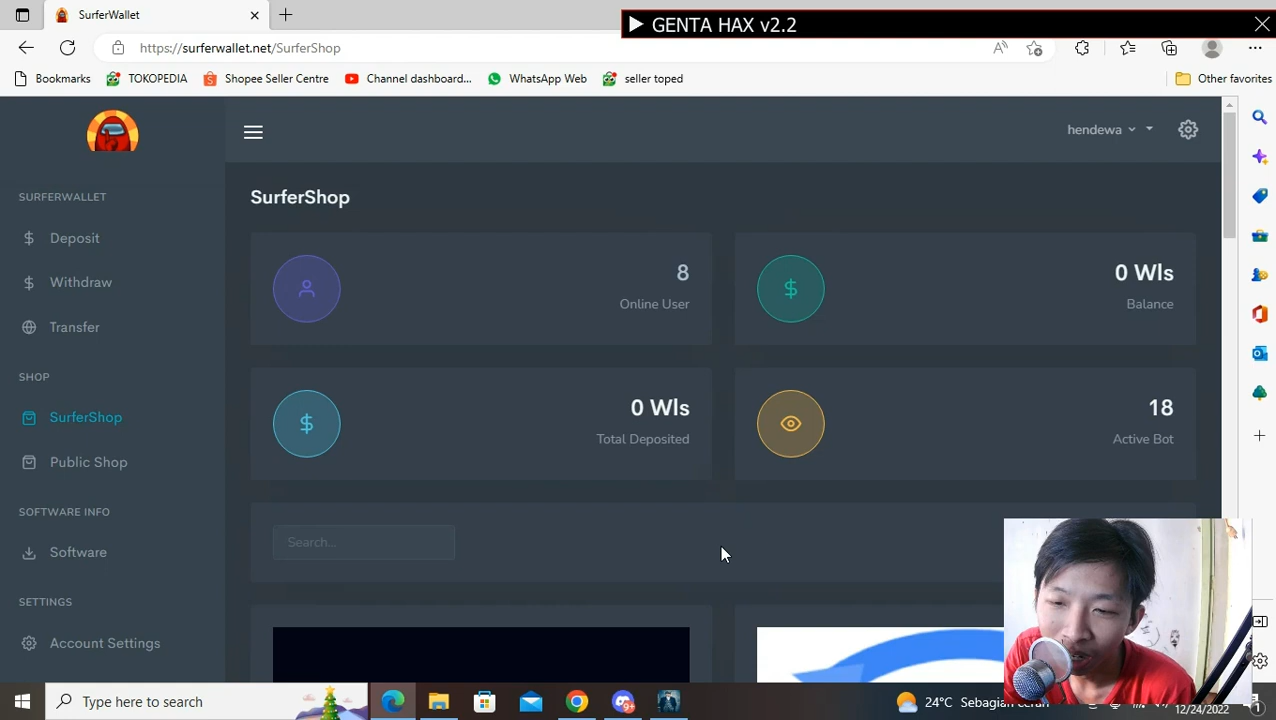 SurferWallet
GENTA HAX v2.2
https://surferwallet.net/SurferShop
Bookmarks
TOKOPEDIA
Shopee Seller Centre
Channel dashboard...
WhatsApp Web
seller toped
Other favorites
hendewa
SURFERWALLET
Deposit
Withdraw
Transfer
SHOP
SurferShop
Public Shop
SOFTWARE INFO
Software
SETTINGS
Account Settings
SurferShop
8
Online User
0 Wls
Balance
0 Wls
Total Deposited
18
Active Bot
Search...
Type here to search
24°C
Sebagian
12/24/2022
1